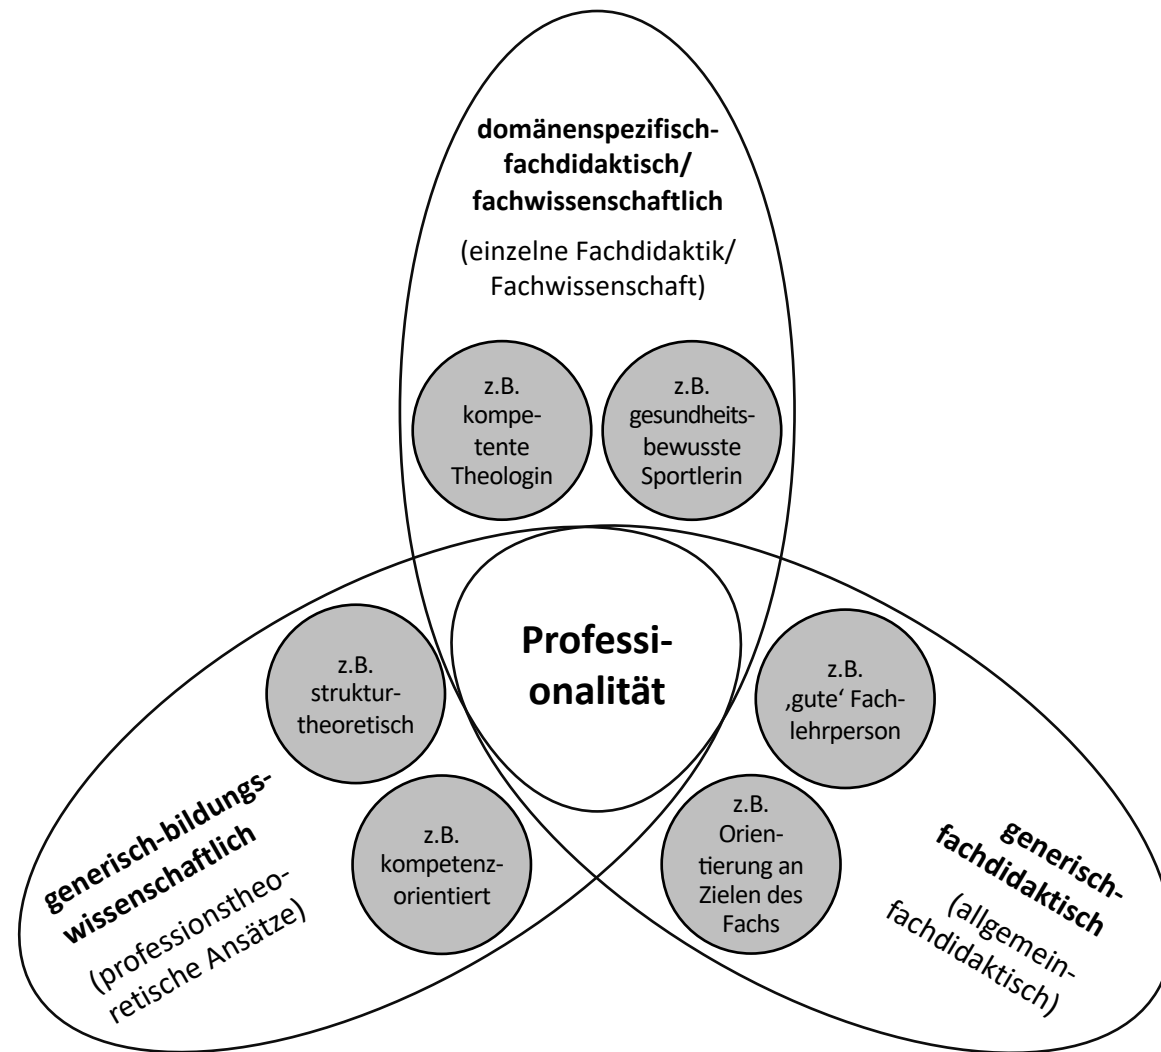 domänenspezifisch-
fachdidaktisch/
fachwissenschaftlich
(einzelne Fachdidaktik/
Fachwissenschaft)
z.B.
kompe-
tente
Theologin
z.B.
gesundheits-
bewusste
Sportlerin
Professi-
onalität
z.B.
struktur-
theoretisch
z.B.
kompetenz-
orientiert
generisch-bildungs-
wissenschaftlich
(professionstheo-
retische Ansätze)
z.B.
‚gute‘ Fach-
lehrperson
z.B.
Orien-
tierung an
Zielen des
Fachs
generisch-
fachdidaktisch
(allgemein-
fachdidaktisch)